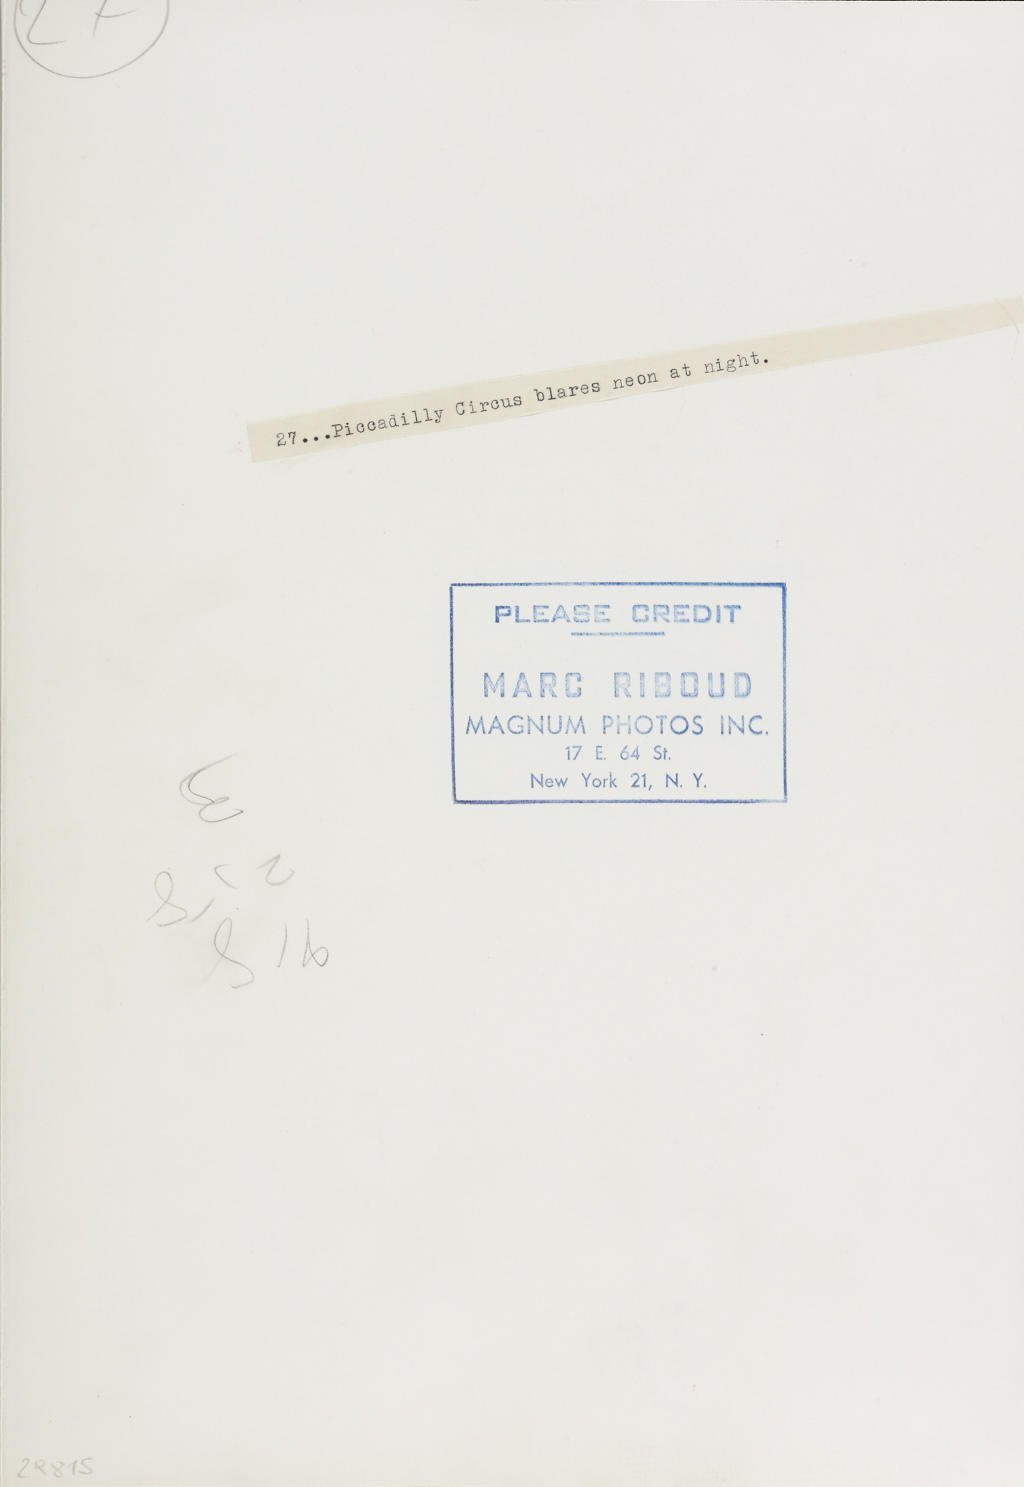 27
27...Piccadilly Circus blares neon at night.
PLEASE CREDIT
MARC RIBOUD
MAGNUM PHOTOS INC.
17 E. 64 St.
New York 21, N. Y.